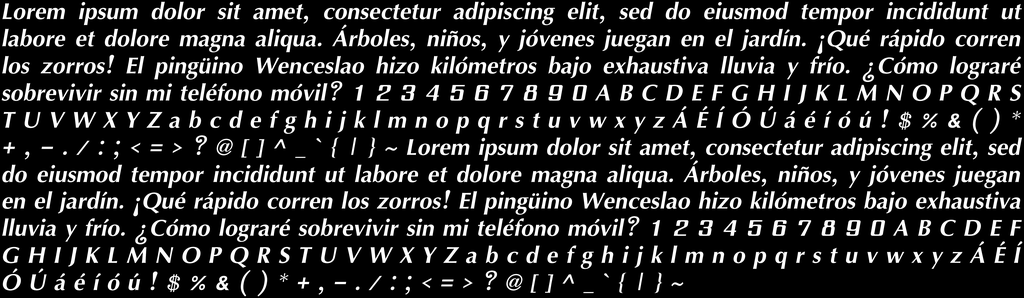 Lorem ipsum dolor sit amet, consectetur adipiscing elit, sed do eiusmod tempor incididunt ut
labore et dolore magna aliqua. Árboles, niños, y jóvenes juegan en el jardín. ¡Qué rápido corren
los zorros! El pingüino Wenceslao hizo kilómetros bajo exhaustiva lluvia y frío. ¿Cómo lograré
sobrevivir sin mi teléfono móvil? 1 2 3 4 5 6 7 8 9 0 A B C D E F G H I J K L M N O P Q R S
T U V W X Y Z a b c d e f g h i j k l m n o p q r s t u v w x y z Á É Í Ó Ú á é í ó ú ! $ % & ( ) *
+ , – . / : ; < = > ? @ [ ] ^ _ ` { | } ~ Lorem ipsum dolor sit amet, consectetur adipiscing elit, sed
do eiusmod tempor incididunt ut labore et dolore magna aliqua. Árboles, niños, y jóvenes juegan
en el jardín. ¡Qué rápido corren los zorros! El pingüino Wenceslao hizo kilómetros bajo exhaustiva
lluvia y frío. ¿Cómo lograré sobrevivir sin mi teléfono móvil? 1 2 3 4 5 6 7 8 9 0 A B C D E F
G H I J K L M N O P Q R S T U V W X Y Z a b c d e f g h i j k l m n o p q r s t u v w x y z Á É Í
Ó Ú á é í ó ú ! $ % & ( ) * + , – . / : ; < = > ? @ [ ] ^ _ ` { | } ~